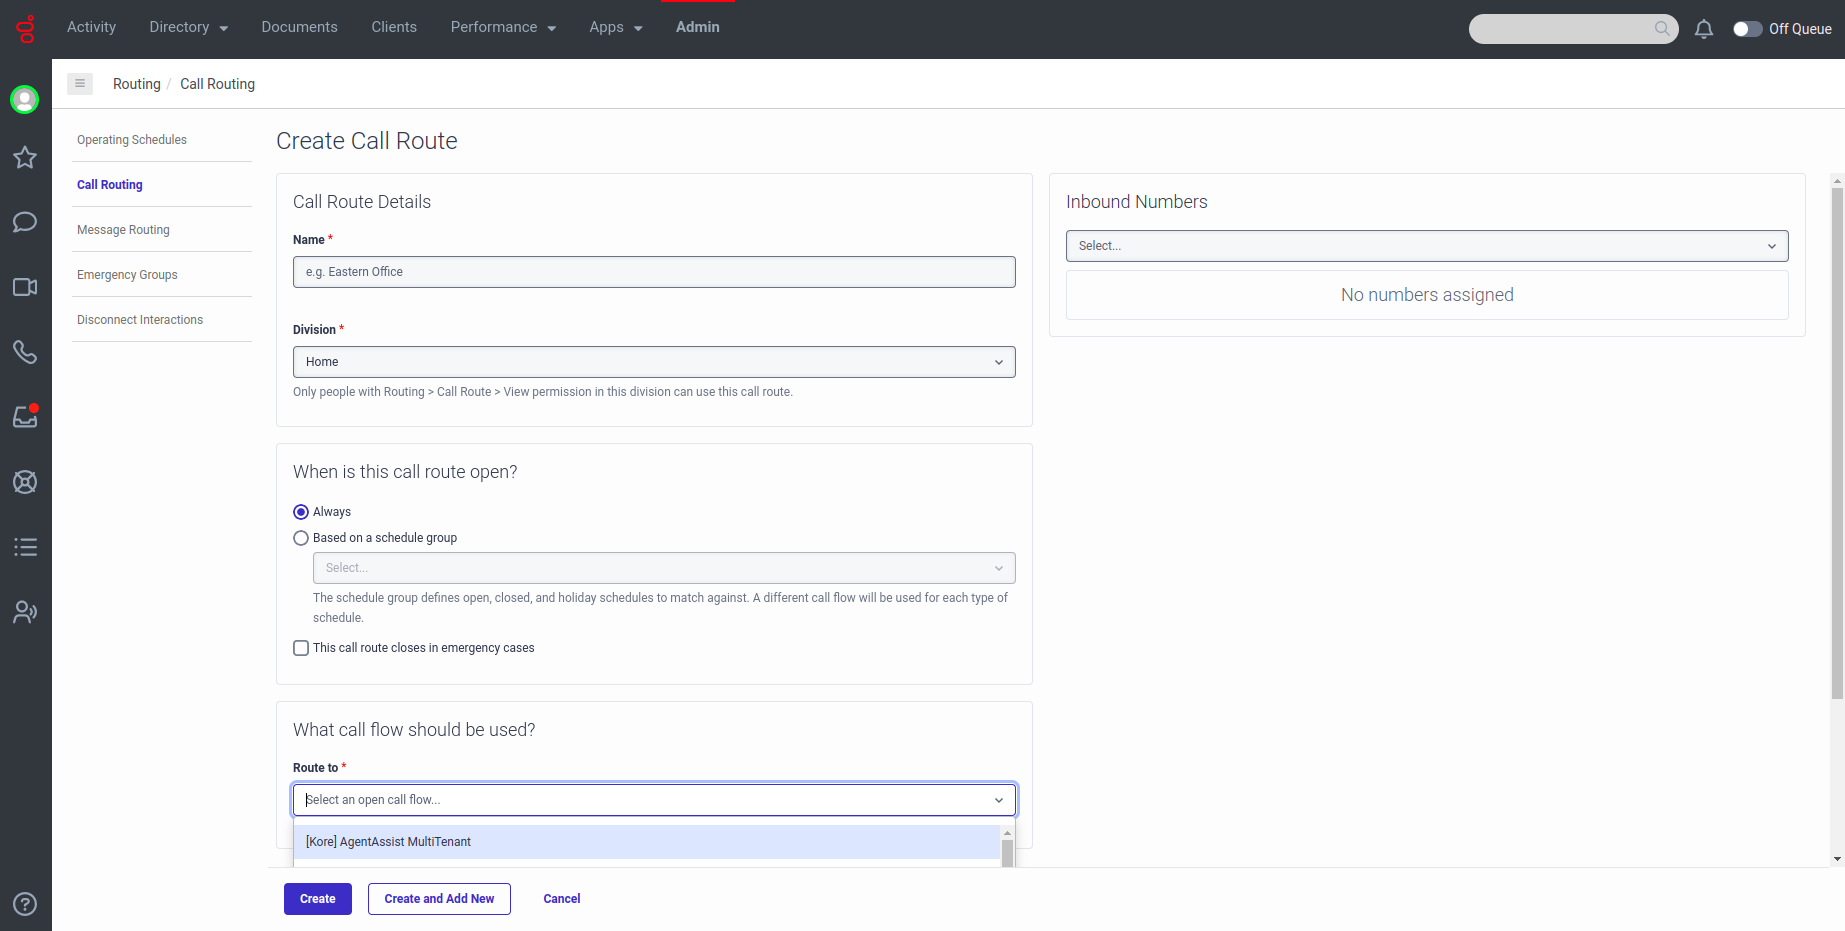 Activity
Directory
Documents
Clients
Performance
Apps
Admin
Off Queue
Routing / Call Routing
Operating Schedules
Call Routing
Message Routing
Emergency Groups
Disconnect Interactions
Create Call Route
Call Route Details
Name *
e.g. Eastern Office
Division *
Home
Only people with Routing > Call Route > View permission in this division can use this call route.
When is this call route open?
Always
Based on a schedule group
Select...
The schedule group defines open, closed, and holiday schedules to match against. A different call flow will be used for each type of
schedule.
This call route closes in emergency cases
What call flow should be used?
Route to *
Select an open call flow...
[Kore] AgentAssist MultiTenant
Create
Create and Add New
Cancel
Inbound Numbers
Select...
No numbers assigned